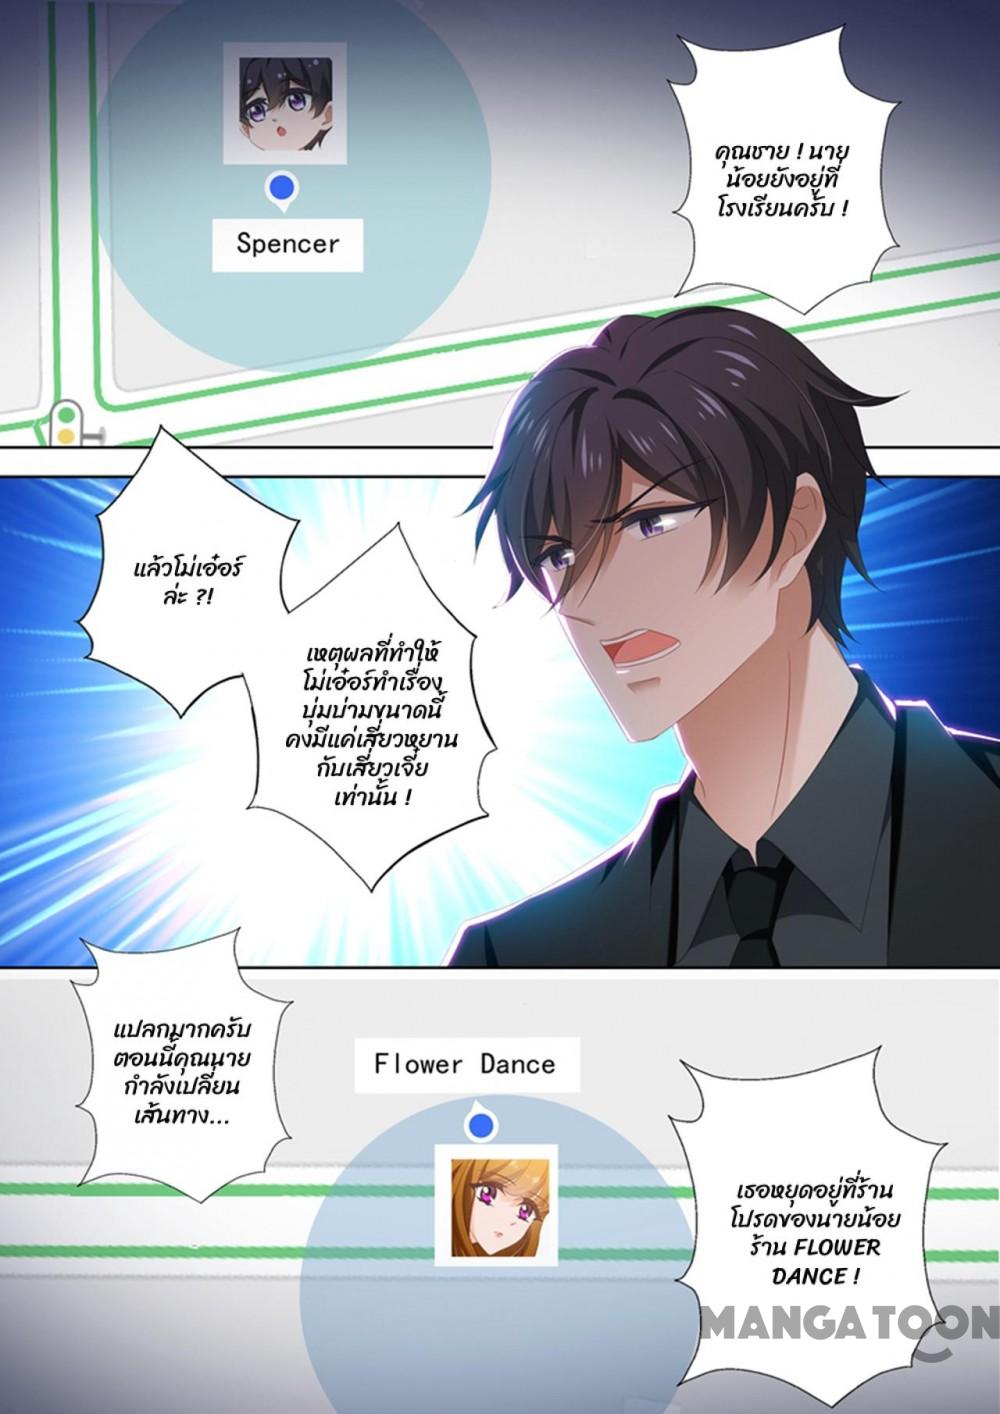 คุณชาย ! นาย
น้อยยังอยู่ที่
โรงเรียนครับ !
Spencer
แล้วโม่เอ๋อร์
ล่ะ ?!
เหตุผลที่ทำให้
โม่เอ๋อร์ทำเรื่อง
บุ่มบ่ามขนาดนี้
คงมีแค่เสี่ยวหยาน
กับเสี่ยวเจี๋ย
เท่านั้น !
แปลกมากครับ
ตอนนี้คุณนาย
กำลังเปลี่ยน
เส้นทาง...
Flower Dance
เธอหยุดอยู่ที่ร้าน
โปรดของนายน้อย
ร้าน FLOWER
DANCE !
MANGATOON